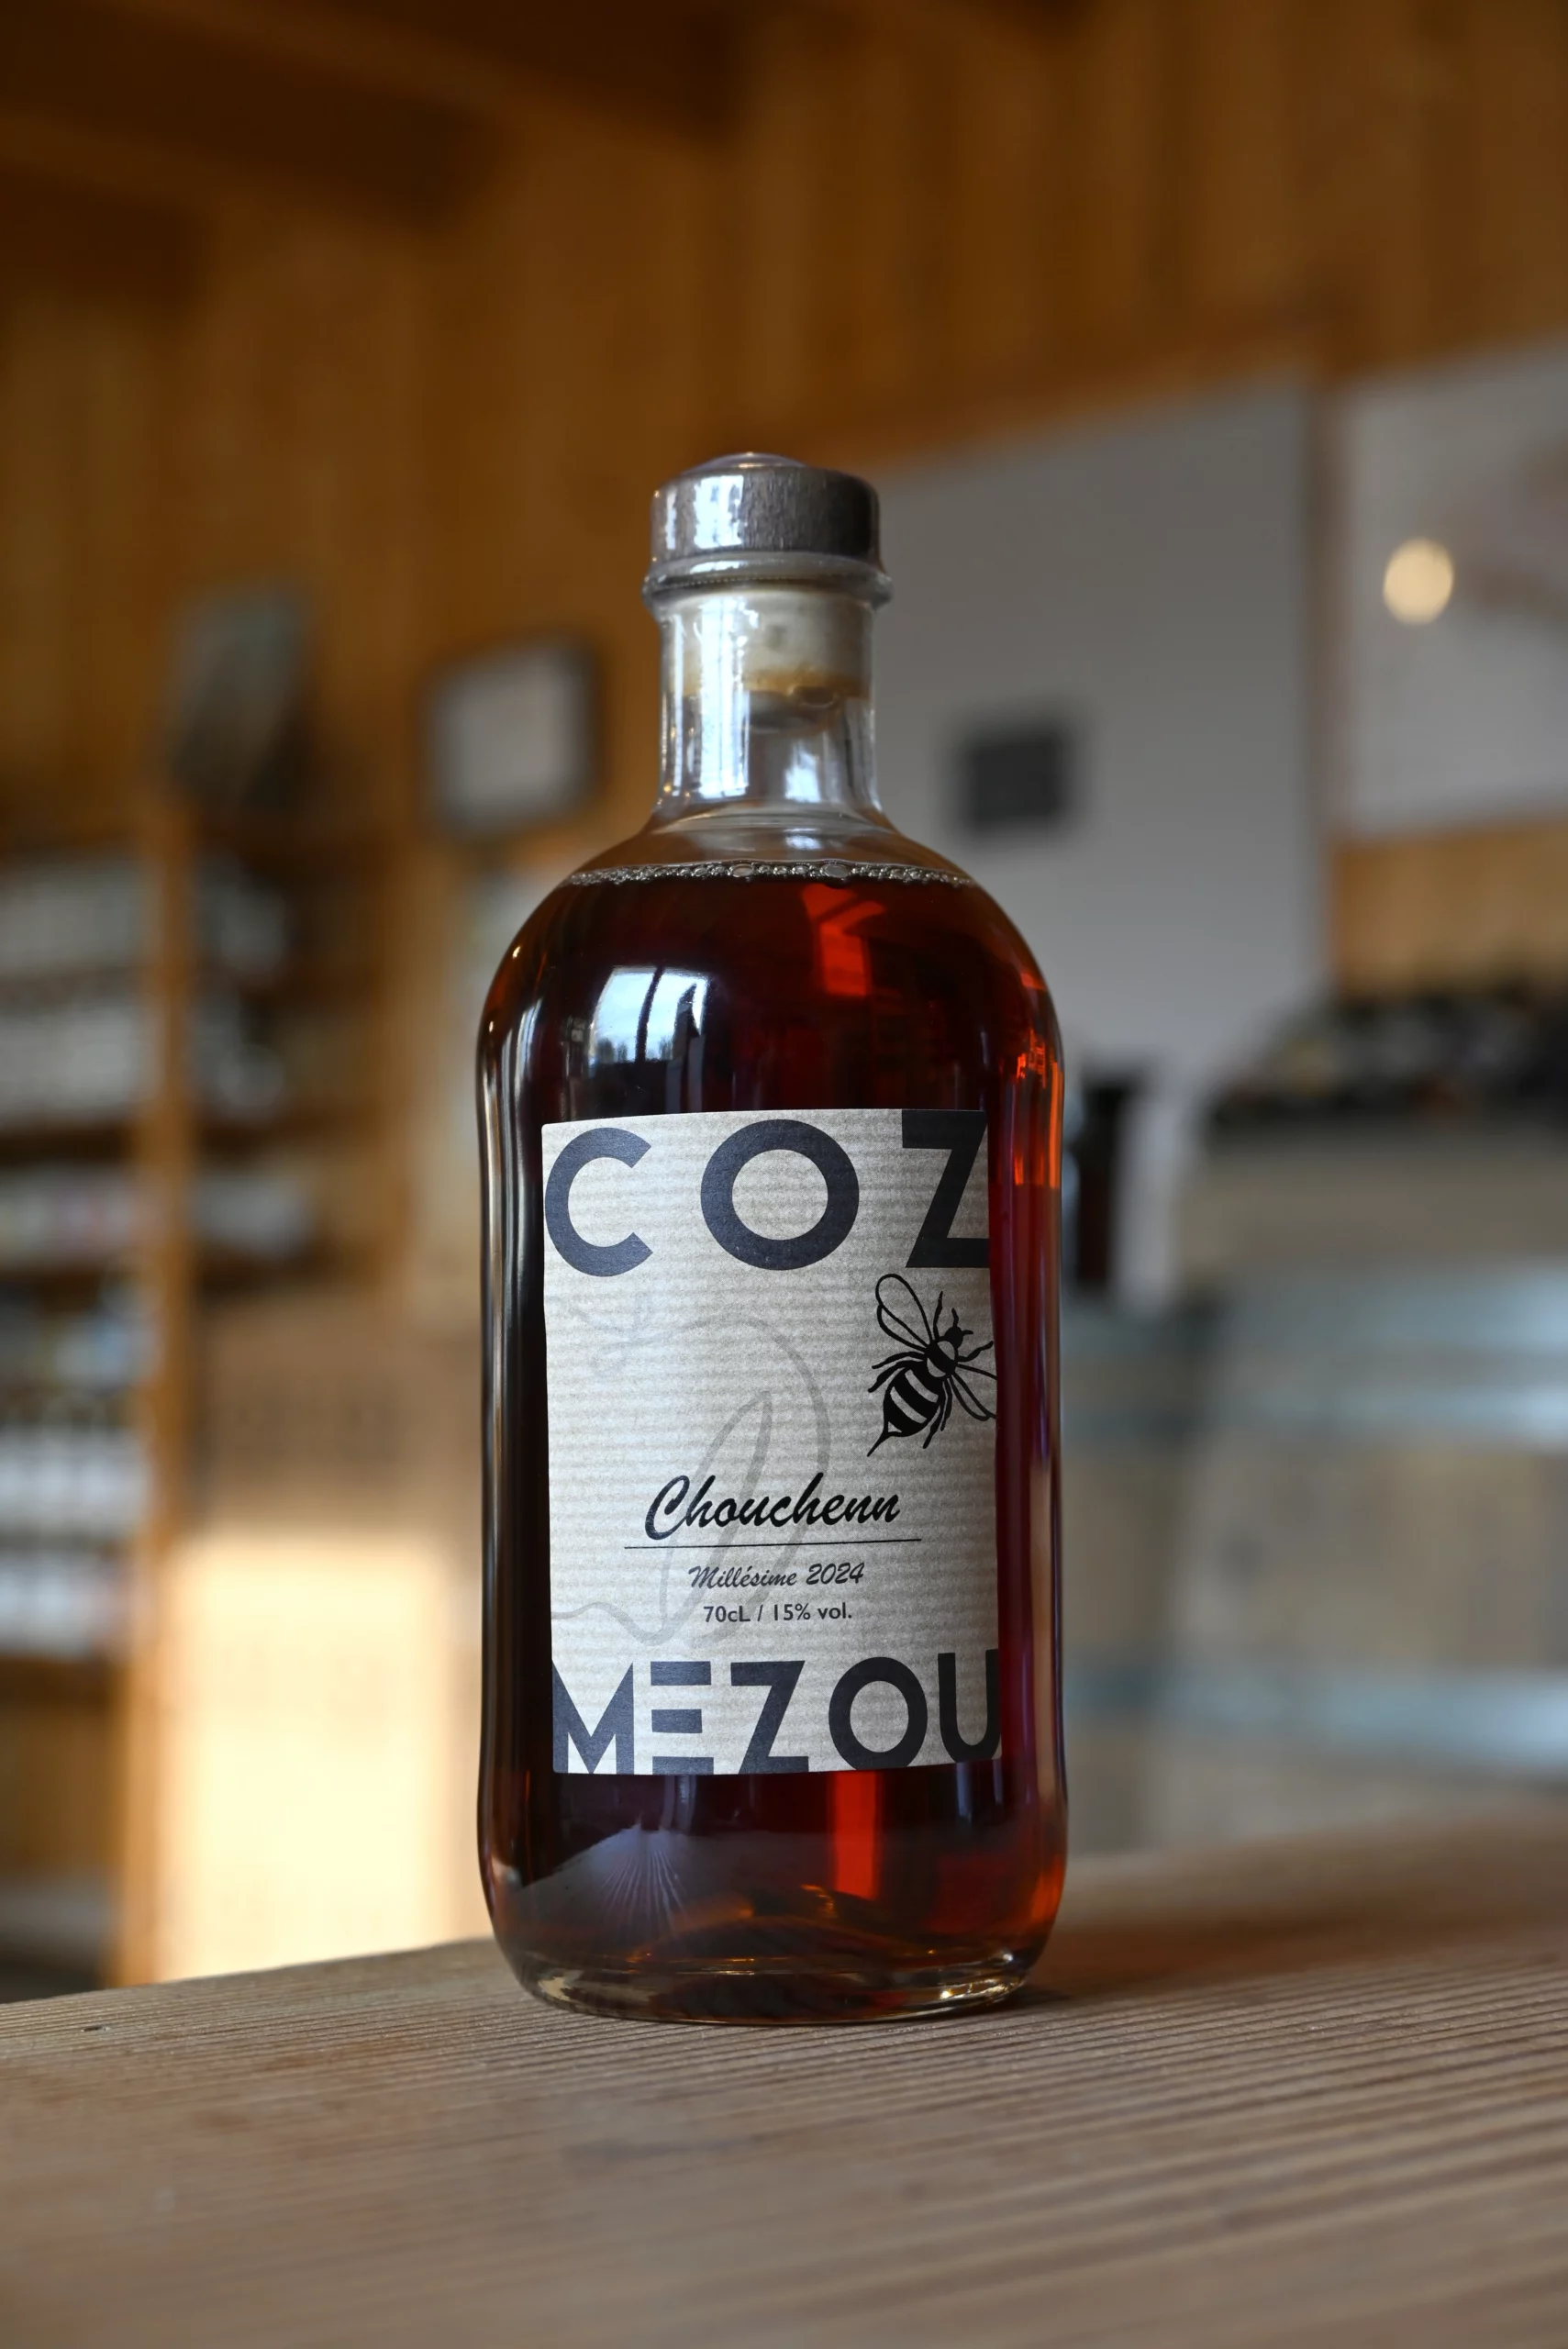 COZ
Chouchenn
Millésime 2024
70cL / 15% vol.
MEZOU